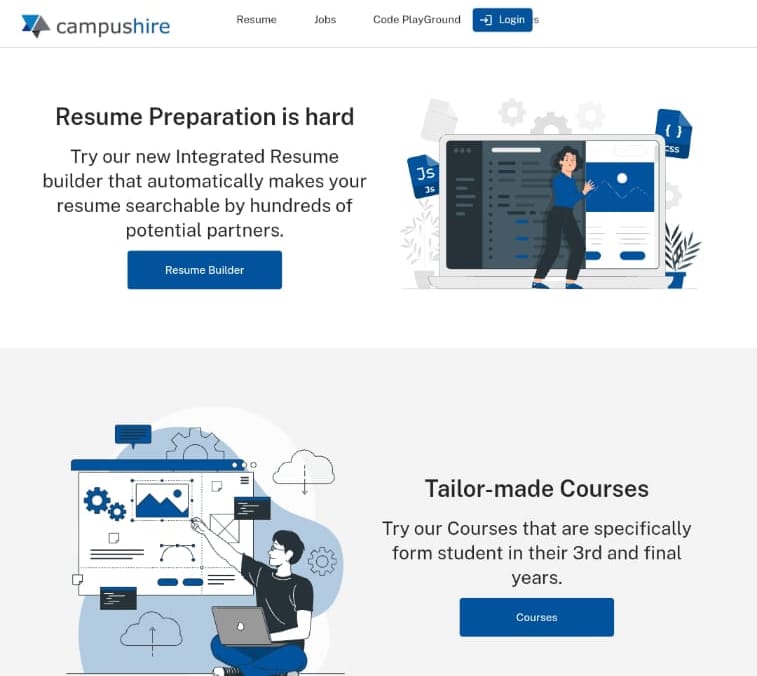 campushire
Resume Jobs Code PlayGround Login s
Resume Preparation is hard
Try our new Integrated Resume
builder that automatically makes your
resume searchable by hundreds of
potential partners.
Resume Builder
{ }
CSS
Js
Js
Tailor-made Courses
Try our Courses that are specifically
form student in their 3rd and final
years.
Courses